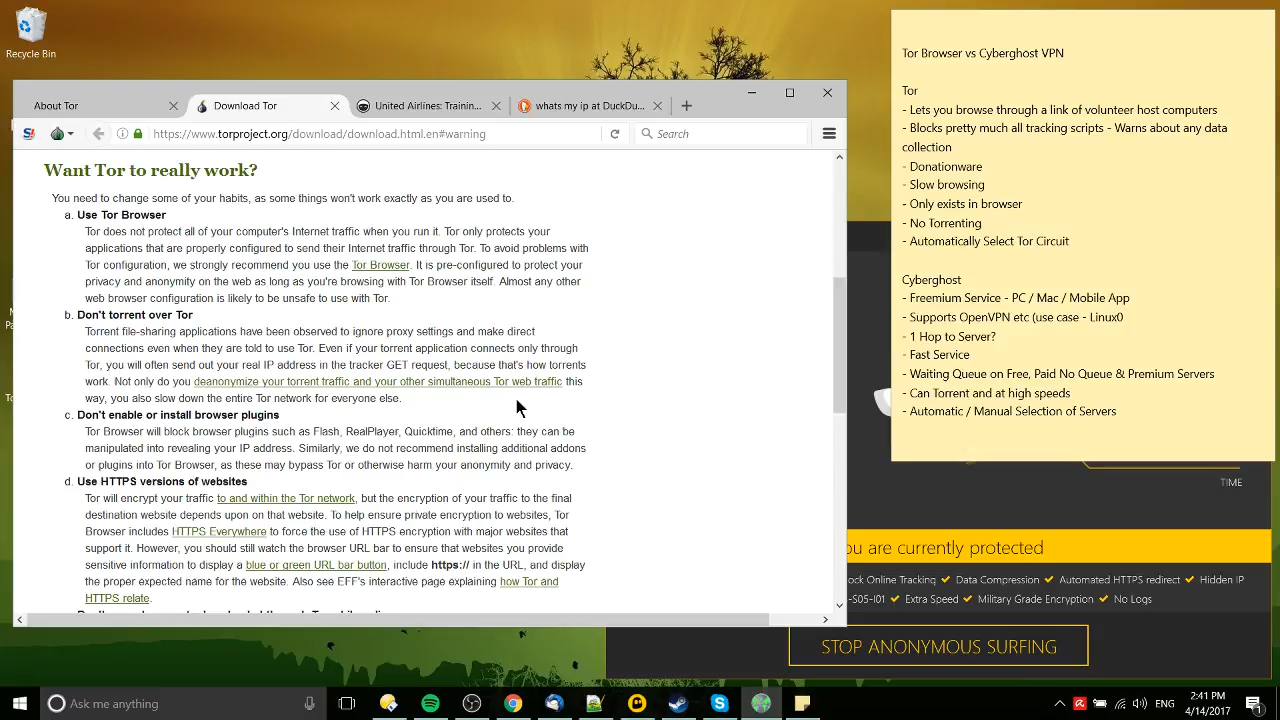 Recycle Bin
Tor Browser vs Cyberghost VPN
Tor
- Lets you browse through a link of volunteer host computers
- Blocks pretty much all tracking scripts - Warns about any data
collection
- Donationware
- Slow browsing
- Only exists in browser
- No Torrenting
- Automatically Select Tor Circuit
Cyberghost
- Freemium Service - PC / Mac / Mobile App
- Supports OpenVPN etc (use case - Linux0
- 1 Hop to Server?
- Fast Service
- Waiting Queue on Free, Paid No Queue & Premium Servers
- Can Torrent and at high speeds
- Automatic / Manual Selection of Servers
About Tor
Download Tor
United Airlines: Trainin...
whats my ip at DuckDu...
https://www.torproject.org/download/download.html.en#warning
Search
Want Tor to really work?
You need to change some of your habits, as some things won't work exactly as you are used to.
a. Use Tor Browser
Tor does not protect all of your computer's Internet traffic when you run it. Tor only protects your
applications that are properly configured to send their Internet traffic through Tor. To avoid problems with
Tor configuration, we strongly recommend you use the Tor Browser. It is pre-configured to protect your
privacy and anonymity on the web as long as you're browsing with Tor Browser itself. Almost any other
web browser configuration is likely to be unsafe to use with Tor.
b. Don't torrent over Tor
Torrent file-sharing applications have been observed to ignore proxy settings and make direct
connections even when they are told to use Tor. Even if your torrent application connects only through
Tor, you will often send out your real IP address in the tracker GET request, because that's how torrents
work. Not only do you deanonymize your torrent traffic and your other simultaneous Tor web traffic this
way, you also slow down the entire Tor network for everyone else.
c. Don't enable or install browser plugins
Tor Browser will block browser plugins such as Flash, RealPlayer, Quicktime, and others: they can be
manipulated into revealing your IP address. Similarly, we do not recommend installing additional addons
or plugins into Tor Browser, as these may bypass Tor or otherwise harm your anonymity and privacy.
d. Use HTTPS versions of websites
Tor will encrypt your traffic to and within the Tor network, but the encryption of your traffic to the final
destination website depends upon on that website. To help ensure private encryption to websites, Tor
Browser includes HTTPS Everywhere to force the use of HTTPS encryption with major websites that
support it. However, you should still watch the browser URL bar to ensure that websites you provide
sensitive information to display a blue or green URL bar button, include https:// in the URL, and display
the proper expected name for the website. Also see EFF's interactive page explaining how Tor and
HTTPS relate.
TIME
ou are currently protected
ock Online Tracking Data Compression Automated HTTPS redirect Hidden IP
-S05-I01 Extra Speed Military Grade Encryption No Logs
STOP ANONYMOUS SURFING
Ask me anything
ENG
2:41 PM
4/14/2017
1